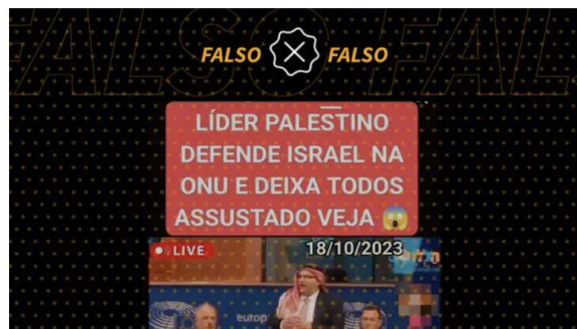 FALSO FALSO
LÍDER PALESTINO
DEFENDE ISRAEL NA
ONU E DEIXA TODOS
ASSUSTADO VEJA 😱
LIVE 18/10/2023
europ